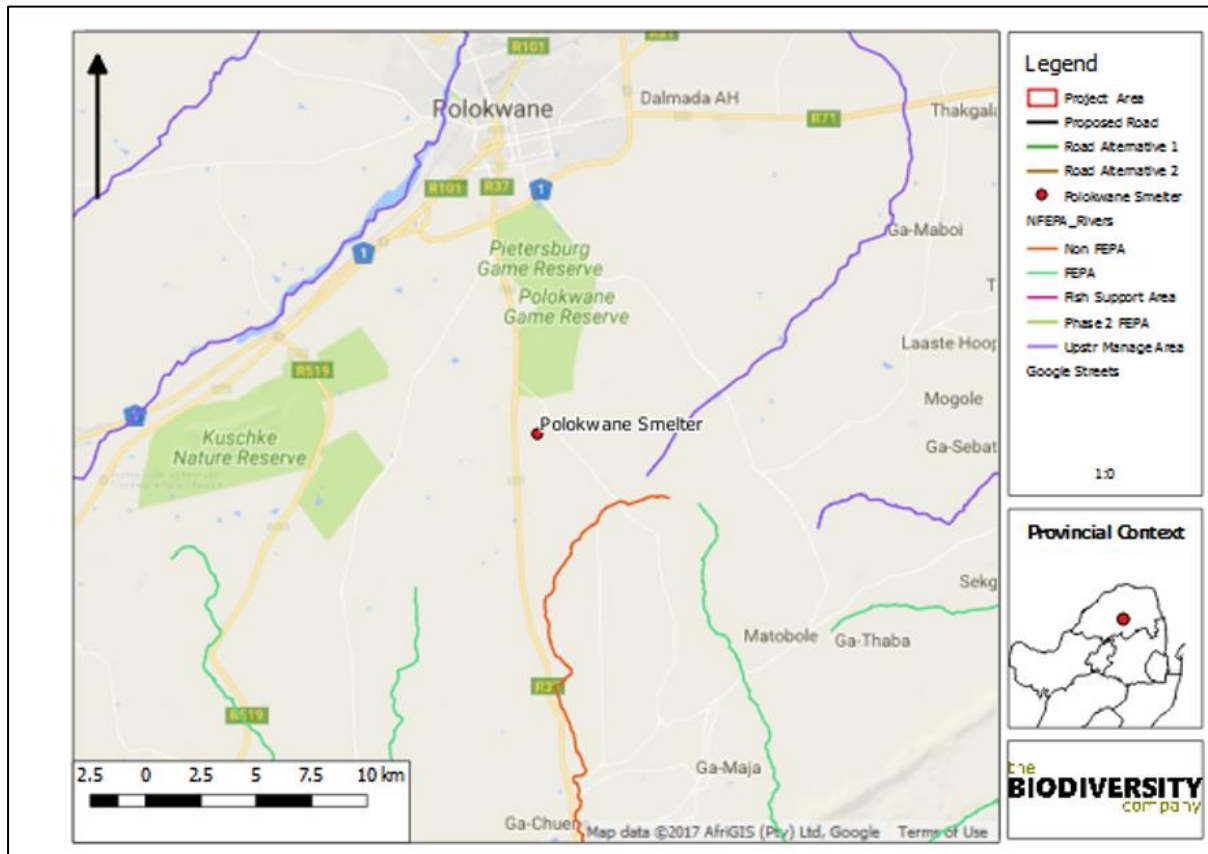 R101
R81
Dalmada AH
Polokwane
R71
Thakgala
R101
R37
1
Ga-Maboi
1
Pietersburg
Game Reserve
Polokwane
Game Reserve
T
Laaste Hoop
R519
Mogole
1
Polokwane Smelter
Ga-Sebat
Kuschke
Nature Reserve
Sekg
Matobole
Ga-Thaba
R37
R519
Ga-Maja
2.5 0 2.5 5 7.5 10 km
Ga-Chuene
Map data ©2017 AfriGIS (Pty) Ltd, Google Terms of Use
Legend
Project Area
Proposed Road
Road Alternative 1
Road Alternative 2
Polokwane Smelter
NFEPA_Rivers
Non FEPA
FEPA
Fish Support Area
Phase 2 FEPA
Upstr Manage Area
Google Streets
1:0
Provincial Context
the
BIODIVERSITY
company